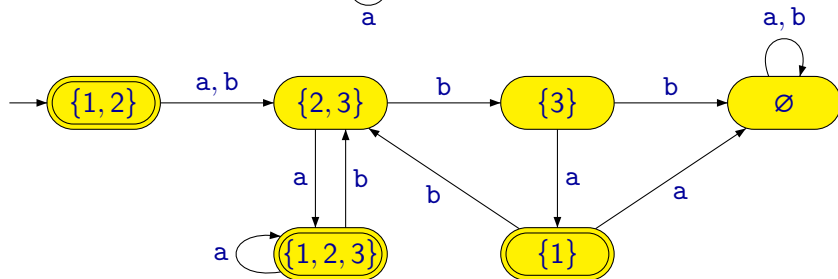 a
a, b
{1, 2}
a, b
{2, 3}
b
{3}
b
∅
a
b
b
a
a
a
{1, 2, 3}
{1}